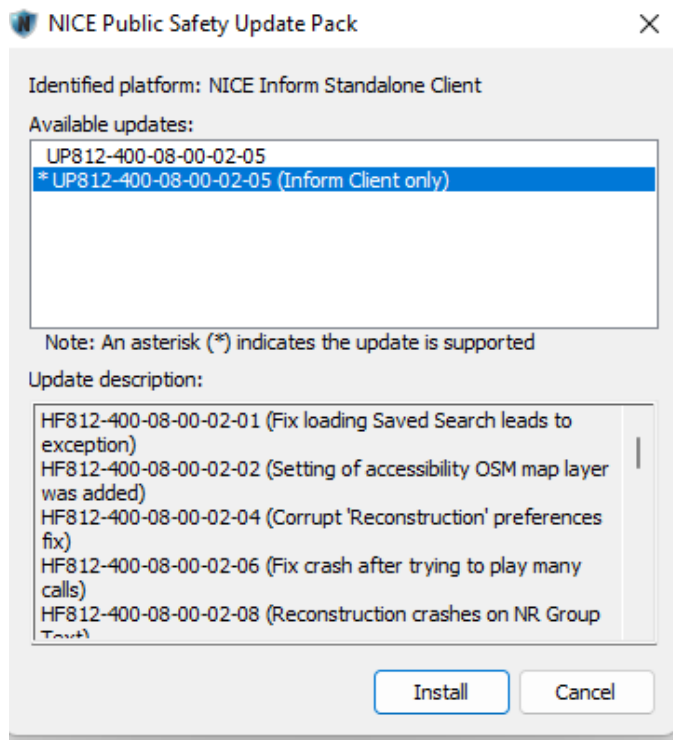 NICE Public Safety Update Pack
Identified platform: NICE Inform Standalone Client
Available updates:
UP812-400-08-00-02-05
* UP812-400-08-00-02-05 (Inform Client only)
Note: An asterisk (*) indicates the update is supported
Update description:
HF812-400-08-00-02-01 (Fix loading Saved Search leads to
exception)
HF812-400-08-00-02-02 (Setting of accessibility OSM map layer
was added)
HF812-400-08-00-02-04 (Corrupt 'Reconstruction' preferences
fix)
HF812-400-08-00-02-06 (Fix crash after trying to play many
calls)
HF812-400-08-00-02-08 (Reconstruction crashes on NR Group
Text)
Install
Cancel